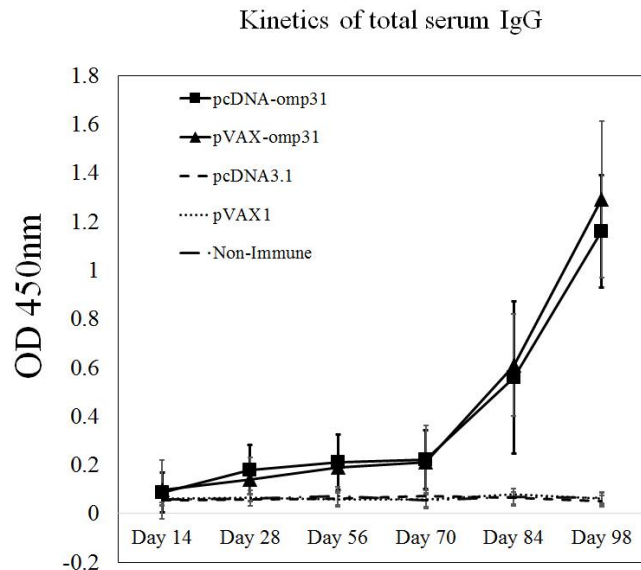 Kinetics of total serum IgG
OD 450nm
1.8
1.6
1.4
1.2
1
0.8
0.6
0.4
0.2
0
-0.2
pcDNA-omp31
pVAX-omp31
pcDNA3.1
pVAX1
Non-Immune
Day 14 Day 28 Day 56 Day 70 Day 84 Day 98